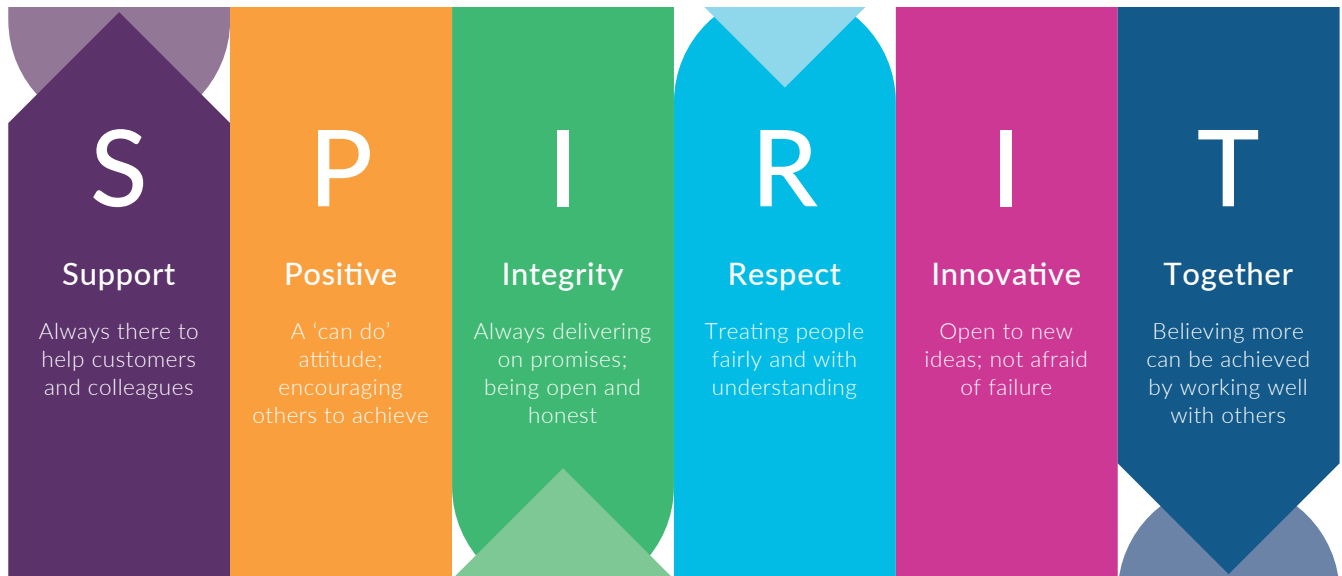 S
Support
Always there to
help customers
and colleagues
P
Positive
A ‘can do’
attitude;
encouraging
others to achieve
I
Integrity
Always delivering
on promises;
being open and
honest
R
Respect
Treating people
fairly and with
understanding
I
Innovative
Open to new
ideas; not afraid
of failure
T
Together
Believing more
can be achieved
by working well
with others